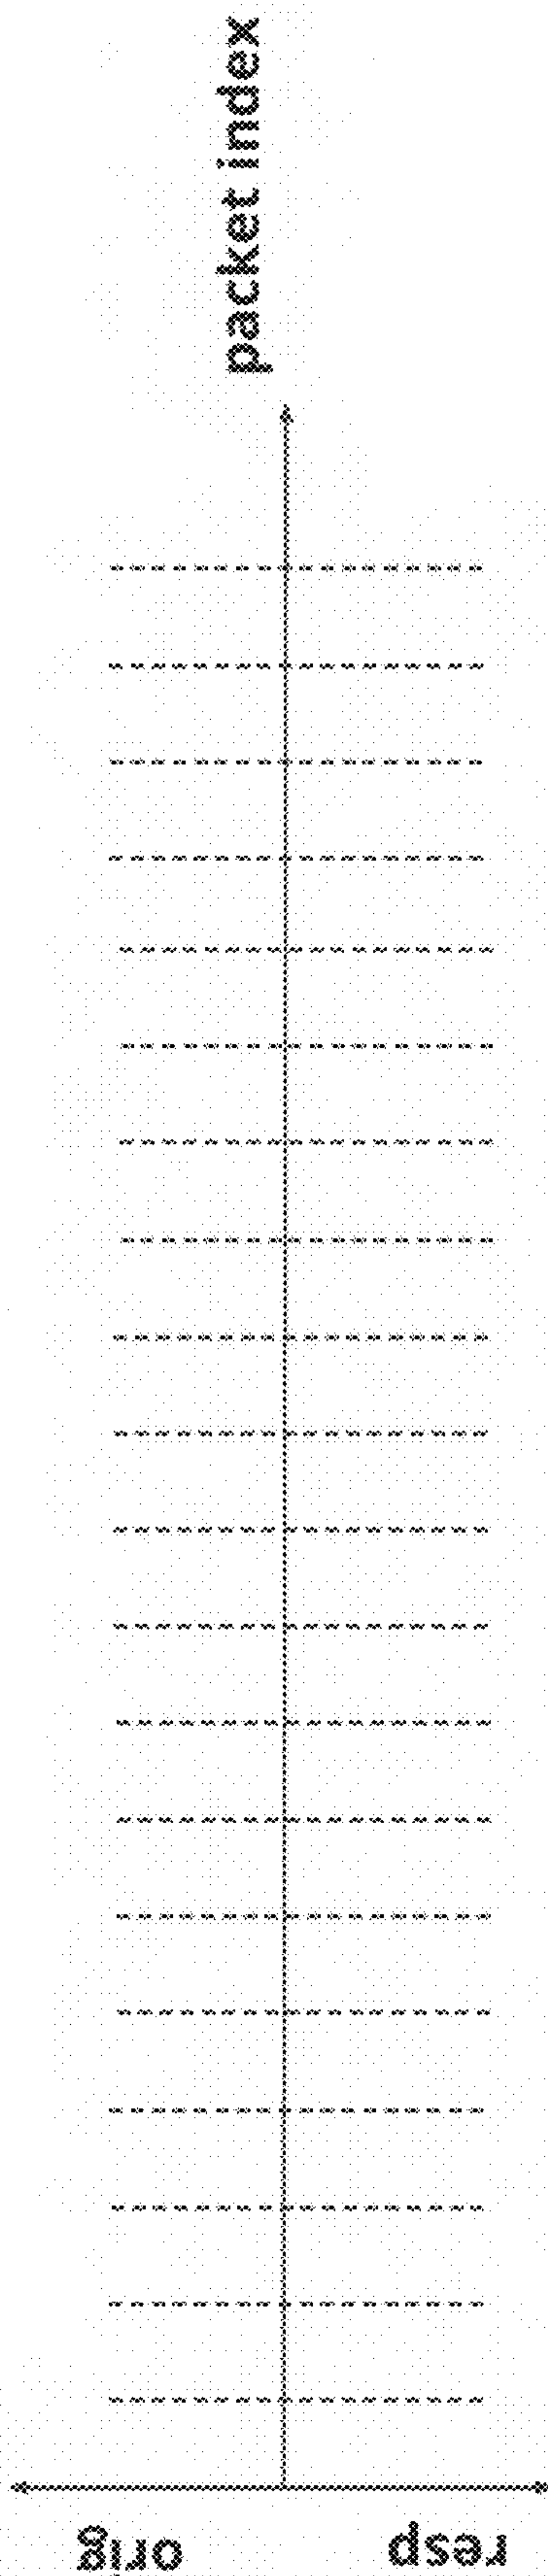 packet index
orig
resp